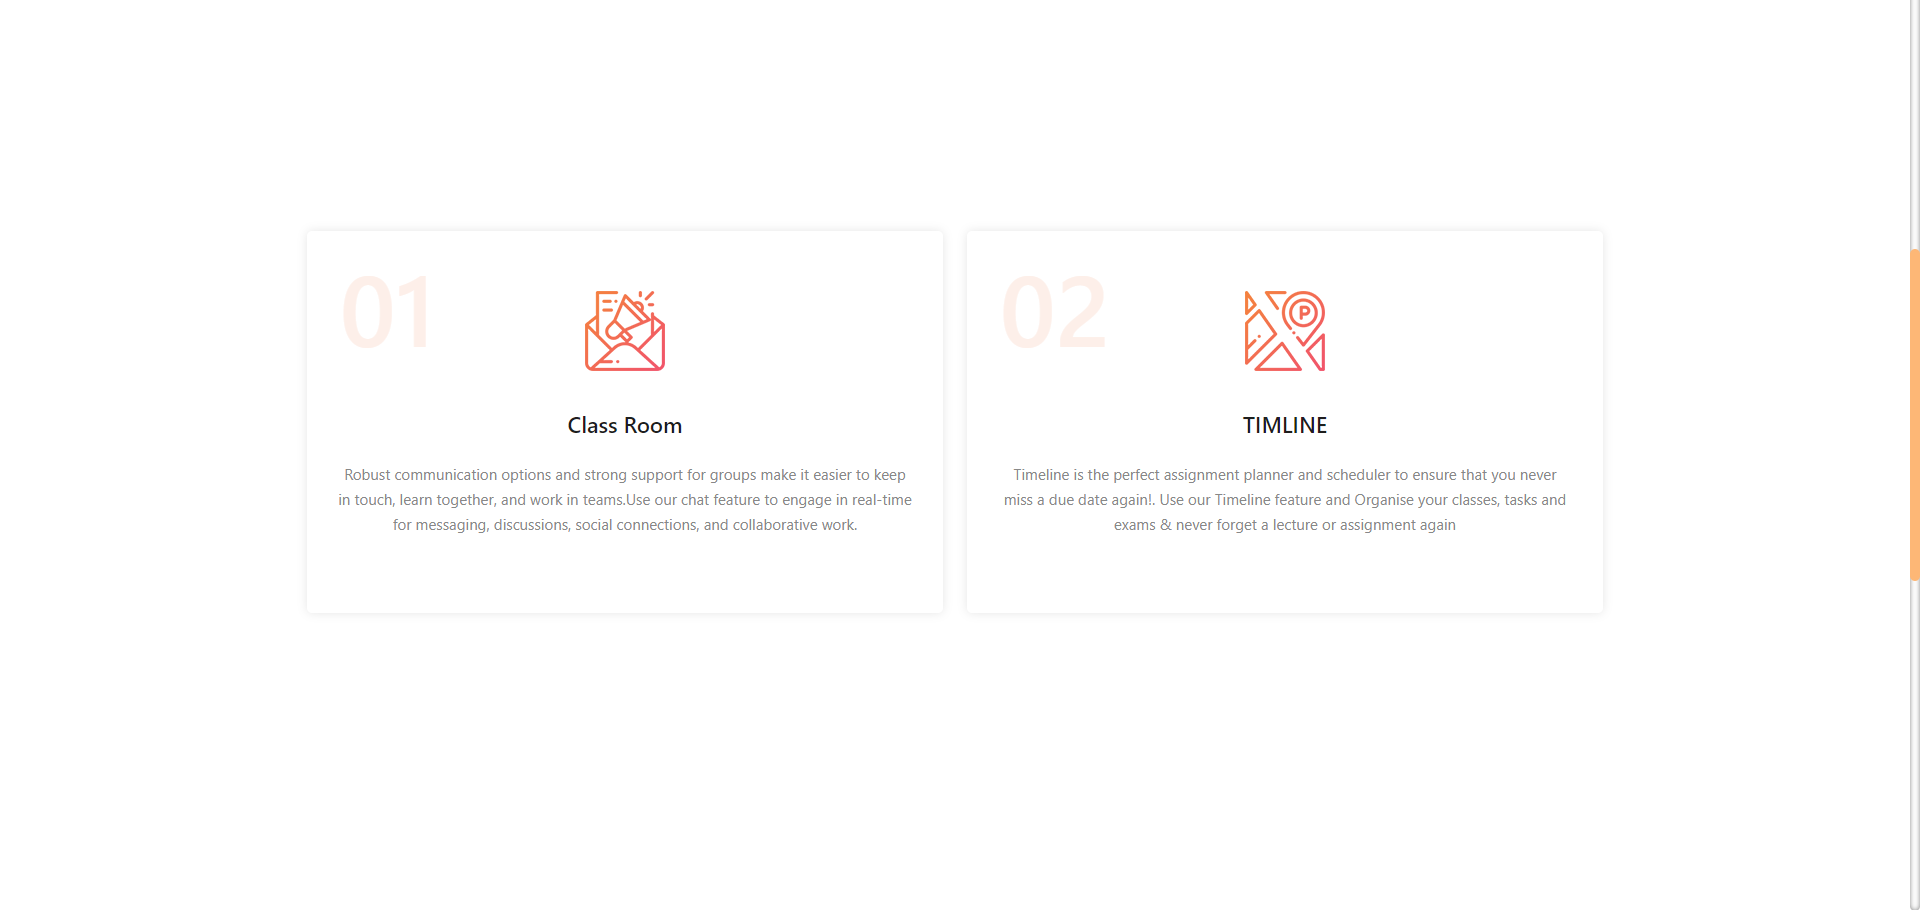 01
Class Room
Robust communication options and strong support for groups make it easier to keep
in touch, learn together, and work in teams.Use our chat feature to engage in real-time
for messaging, discussions, social connections, and collaborative work.
02
P
TIMLINE
Timeline is the perfect assignment planner and scheduler to ensure that you never
miss a due date again!. Use our Timeline feature and Organise your classes, tasks and
exams & never forget a lecture or assignment again